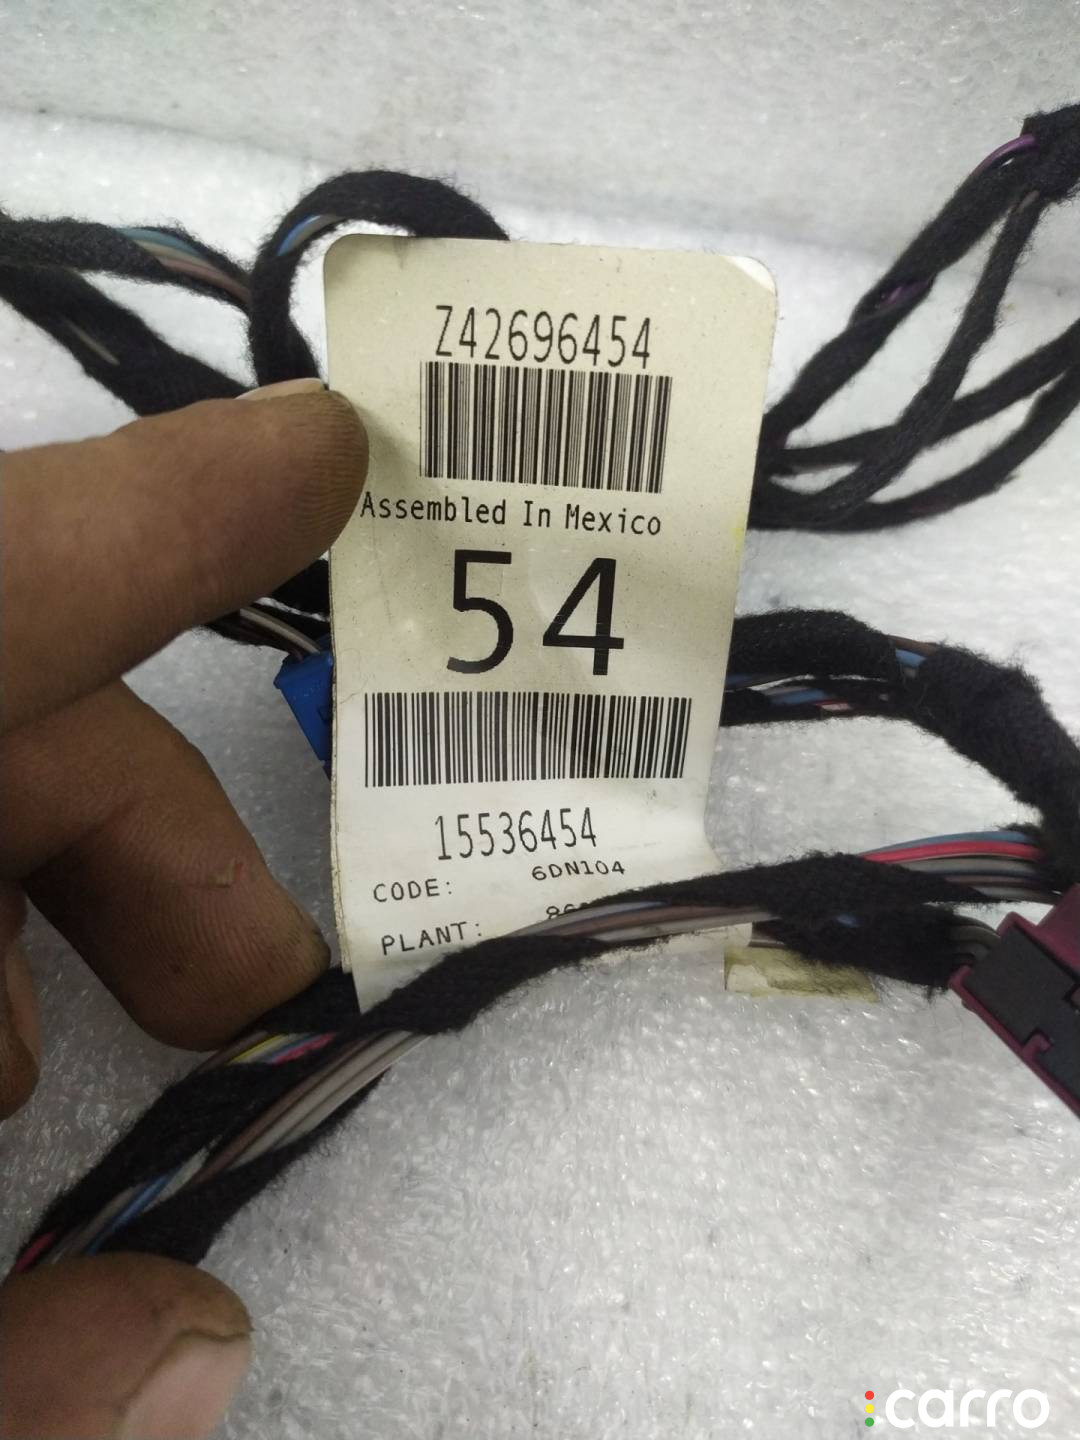 Z42696454
Assembled In Mexico
54
15536454
CODE: 6DN104
PLANT:
carro